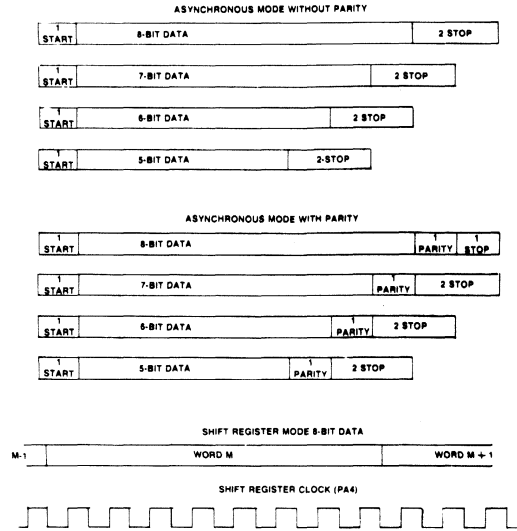 ASYNCHRONOUS MODE WITHOUT PARITY
1 START 8-BIT DATA 2 STOP
1 START 7-BIT DATA 2 STOP
1 START 6-BIT DATA 2 STOP
1 START 5-BIT DATA 2-STOP
ASYNCHRONOUS MODE WITH PARITY
1 START 8-BIT DATA 1 PARITY 1 STOP
1 START 7-BIT DATA 1 PARITY 2 STOP
1 START 6-BIT DATA 1 PARITY 2 STOP
1 START 5-BIT DATA 1 PARITY 2 STOP
SHIFT REGISTER MODE 8-BIT DATA
M-1 WORD M WORD M + 1
SHIFT REGISTER CLOCK (PA4)